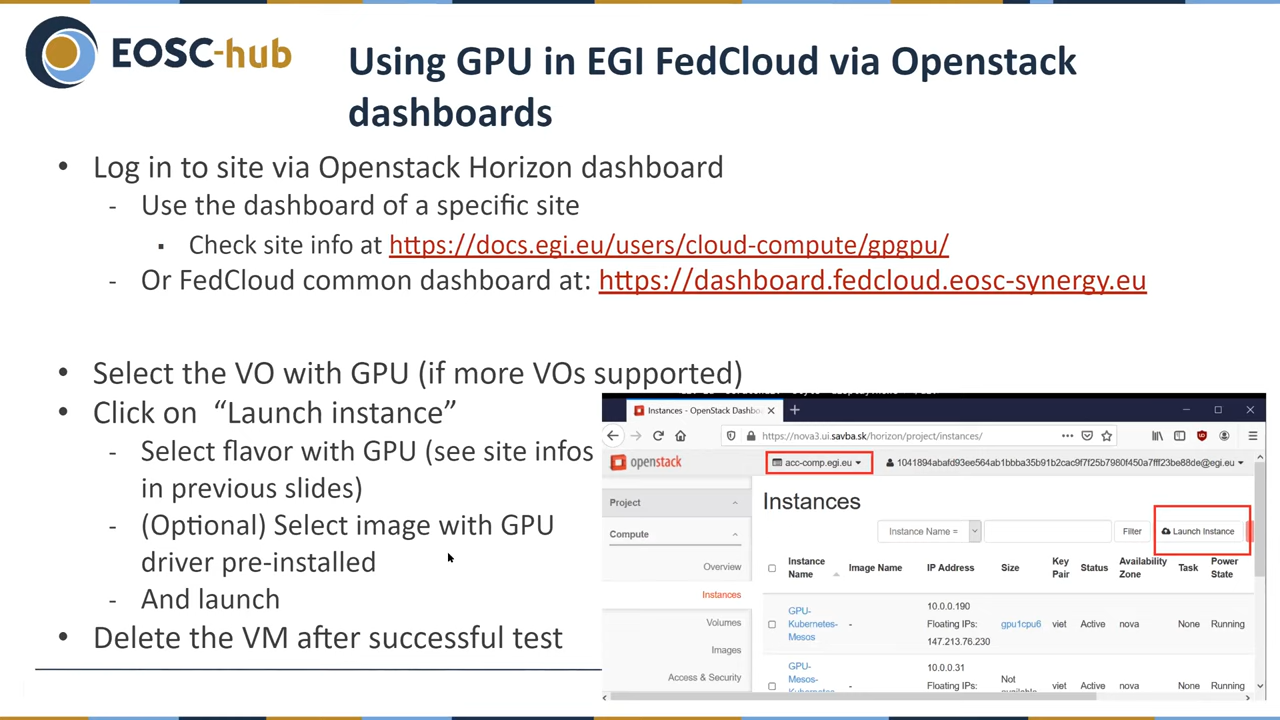 EOSC-hub
Using GPU in EGI FedCloud via Openstack
dashboards
• Log in to site via Openstack Horizon dashboard
- Use the dashboard of a specific site
▪ Check site info at https://docs.egi.eu/users/cloud-compute/gpgpu/
- Or FedCloud common dashboard at: https://dashboard.fedcloud.eosc-synergy.eu
• Select the VO with GPU (if more VOs supported)
• Click on “Launch instance”
Select flavor with GPU (see site infos
in previous slides)
- (Optional) Select image with GPU
driver pre-installed
- And launch
• Delete the VM after successful test
Instances - OpenStack Dashbo
https://nova3.ui.savba.sk/horizon/project/instances/
openstack
acc-comp.egi.eu
1041894abafd93ee564ab1bbba35b91b2cac9f7f25b7980f450a7fff23be88de@egi.eu
Project
Compute
Overview
Instances
Volumes
Images
Access & Security
Instances
Instance Name =
Filter
Launch Instance
Instance Name
Image Name
IP Address
Size
Key Pair
Status
Availability Zone
Task
Power State
GPU-
Kubernetes-
Mesos
-
10.0.0.190
Floating IPs:
147.213.76.230
gpu1cpu6
viet
Active
nova
None
Running
GPU-
Mesos-
-
10.0.0.31
Floating IPs:
Not
viet
Active
nova
None
Running